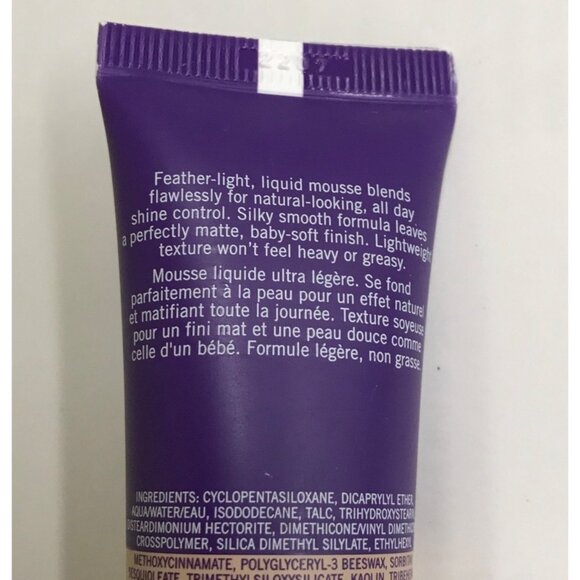 2207
Feather-light, liquid mousse blends
flawlessly for natural-looking, all day
shine control. Silky smooth formula leaves
a perfectly matte, baby-soft finish. Lightweight
texture won't feel heavy or greasy.
Mousse liquide ultra légère. Se fond
parfaitement à la peau pour un effet naturel
et matifiant toute la journée. Texture soyeuse
pour un fini mat et une peau douce comme
celle d'un bébé. Formule légère, non grasse.
INGREDIENTS: CYCLOPENTASILOXANE, DICAPRYLYL ETHER,
AQUA/WATER/EAU, ISODODECANE, TALC, TRIHYDROXYSTEARIN,
DISTEARDIMONIUM HECTORITE, DIMETHICONE/VINYL DIMETHICONE
CROSSPOLYMER, SILICA DIMETHYL SILYLATE, ETHYLHEXYL
METHOXYCINNAMATE, POLYGLYCERYL-3 BEESWAX, SORBITAN
SESQUIOLEATE, TRIMETHYLSILOXYSILICATE, KAOLIN,